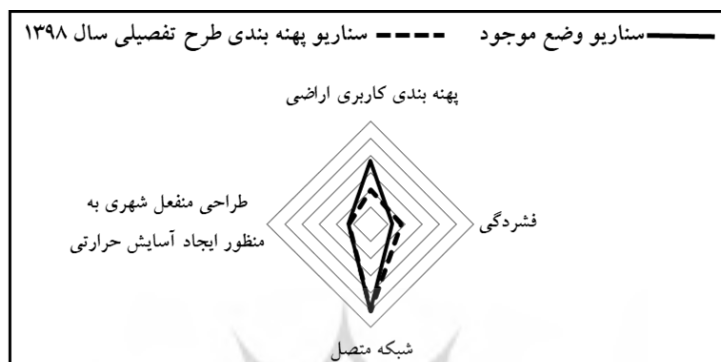 سناریو وضع موجود سناریو پهنه بندی طرح تفصیلی سال ۱۳۹۸
پهنه بندی کاربری اراضی
فشردگی
طراحی منفعل شهری به
منظور ایجاد آسایش حرارتی
شبکه متصل